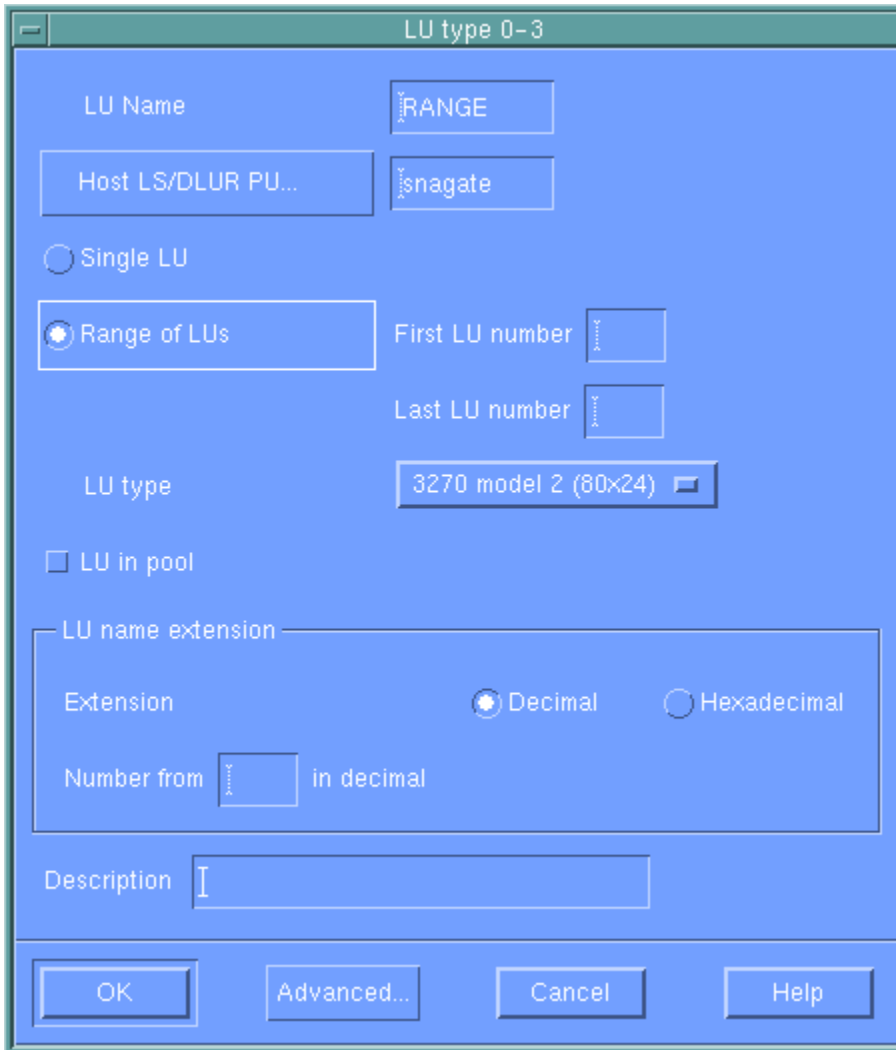 LU type 0-3
LU Name RANGE
Host LS/DLUR PU... snagate
Single LU
Range of LUs First LU number
Last LU number
LU type 3270 model 2 (80x24)
LU in pool
LU name extension
Extension Decimal Hexadecimal
Number from in decimal
Description
OK Advanced... Cancel Help